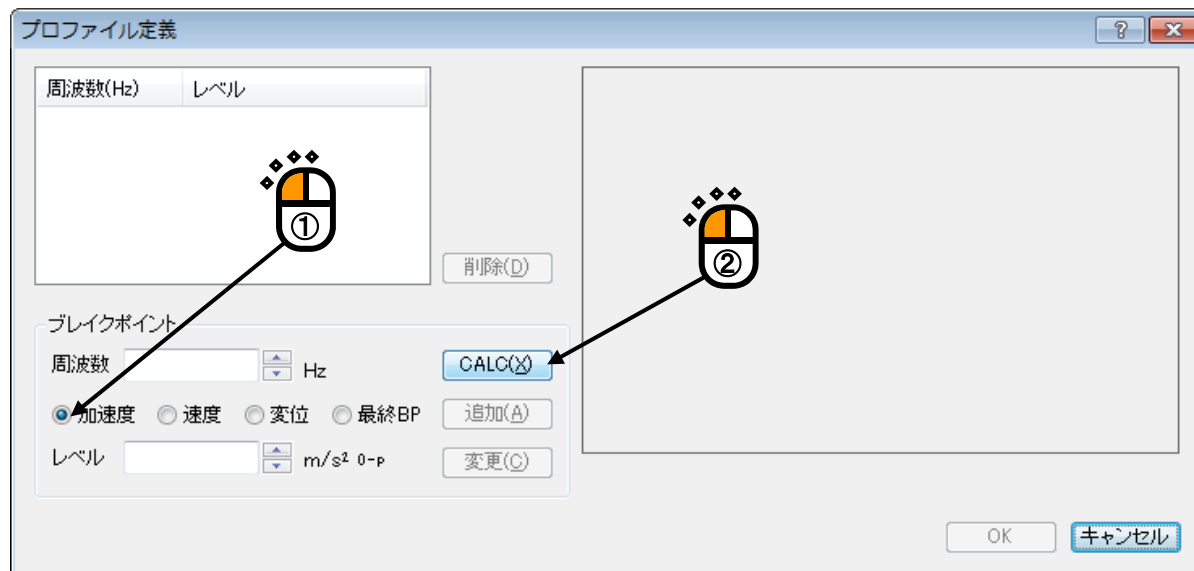 プロファイル定義
周波数(Hz) レベル
①
②
削除(D)
ブレイクポイント
周波数 Hz CALC(X)
加速度 速度 変位 最終BP 追加(A)
レベル m/s² 0-P 変更(C)
OK キャンセル